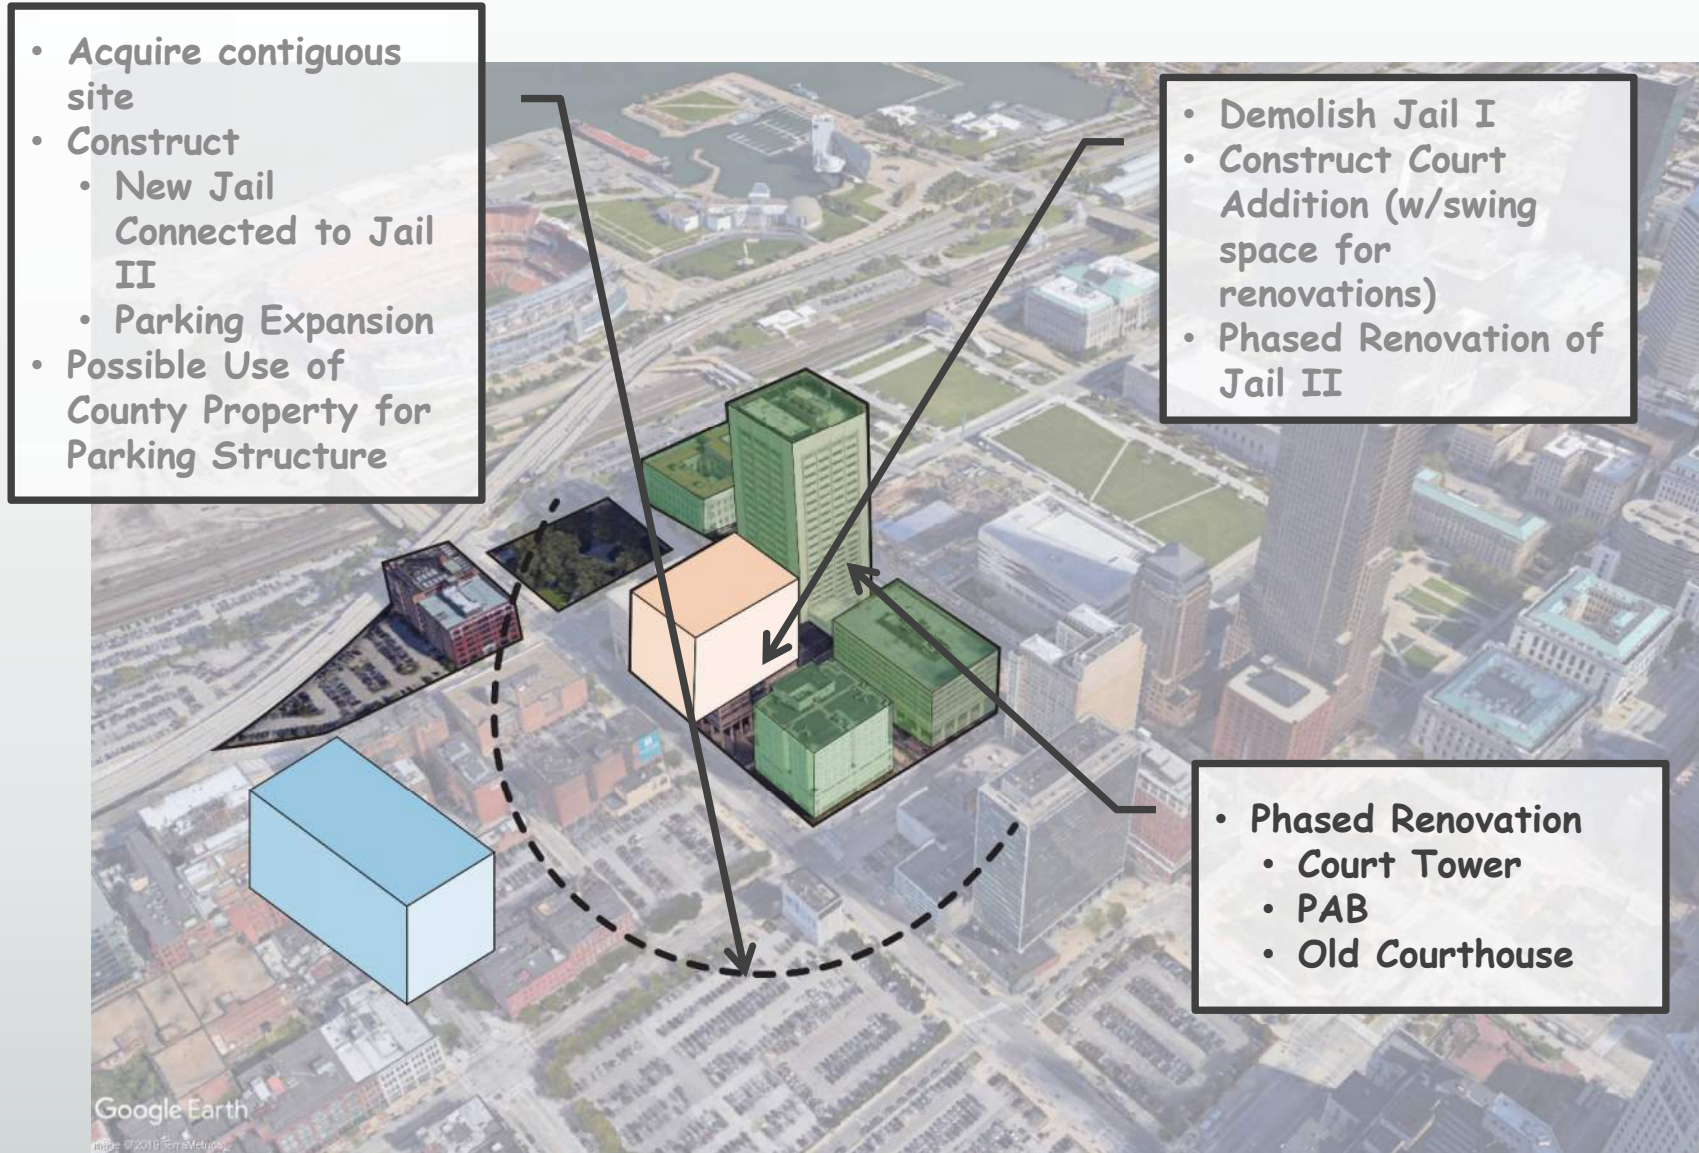 • Acquire contiguous
site
• Construct
• New Jail
Connected to Jail
II
• Parking Expansion
• Possible Use of
County Property for
Parking Structure
• Demolish Jail I
• Construct Court
Addition (w/swing
space for
renovations)
• Phased Renovation of
Jail II
• Phased Renovation
• Court Tower
• PAB
• Old Courthouse
Google Earth